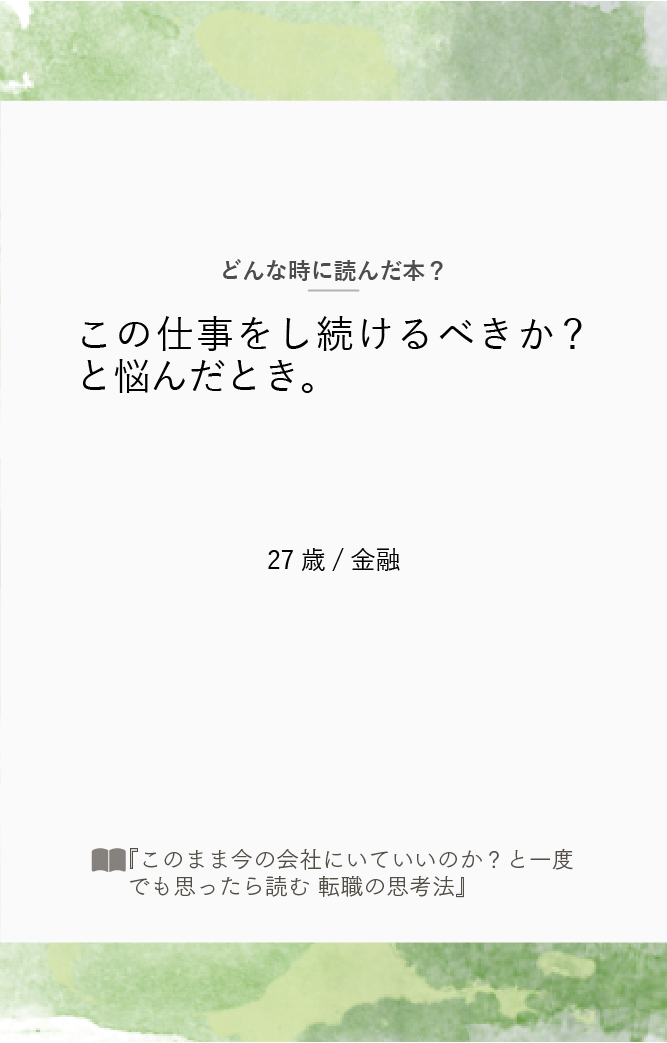 どんな時に読んだ本？
この仕事をし続けるべきか？
と悩んだとき。
27 歳 / 金融
『このまま今の会社にいていいのか？と一度
でも思ったら読む 転職の思考法』